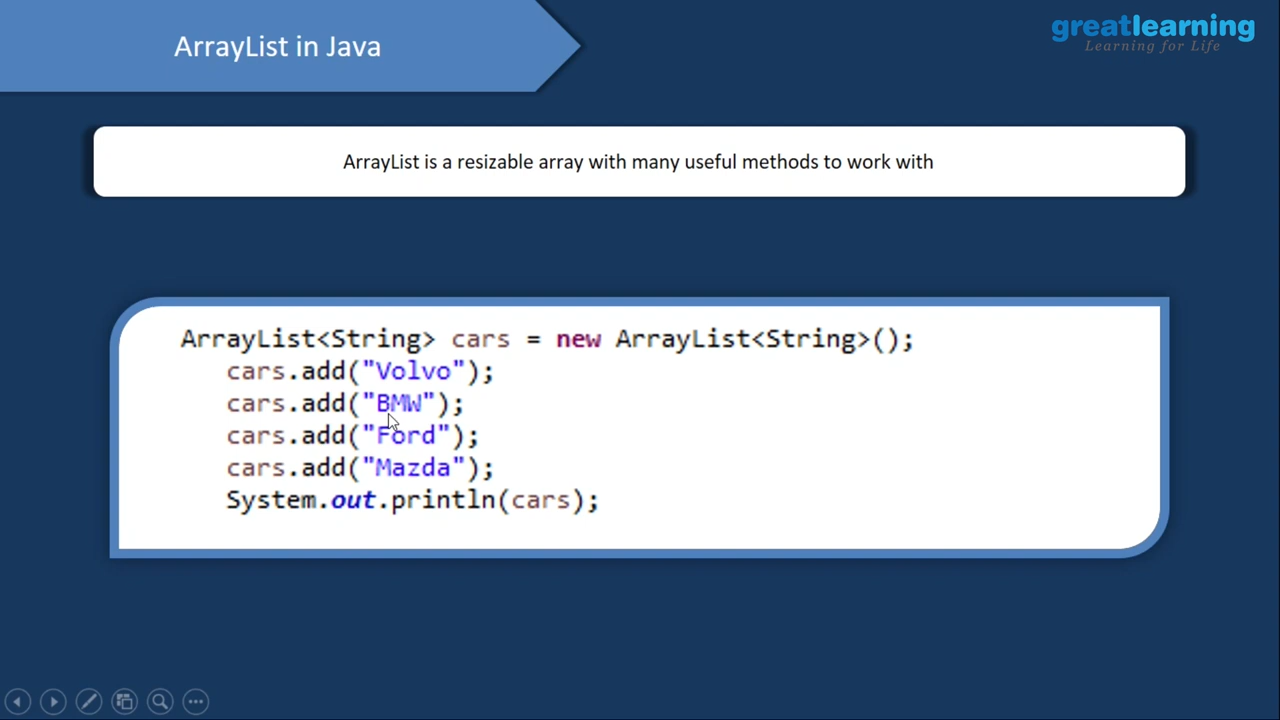 ArrayList in Java
greatlearning
Learning for Life
ArrayList is a resizable array with many useful methods to work with
ArrayList<String> cars = new ArrayList<String>();
cars.add("Volvo");
cars.add("BMW");
cars.add("Ford");
cars.add("Mazda");
System.out.println(cars);